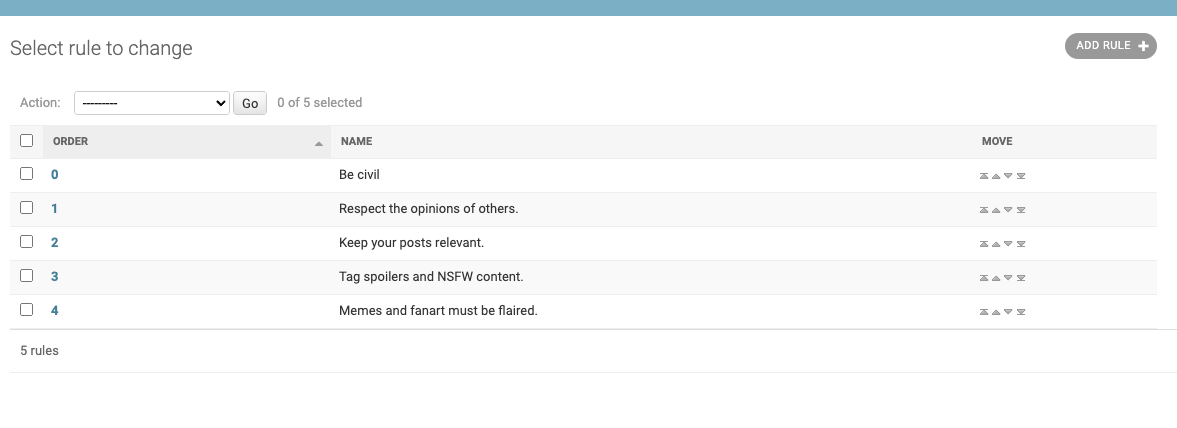 Select rule to change
ADD RULE
Action: --------- Go 0 of 5 selected
ORDER NAME MOVE
0 Be civil
1 Respect the opinions of others.
2 Keep your posts relevant.
3 Tag spoilers and NSFW content.
4 Memes and fanart must be flaired.
5 rules